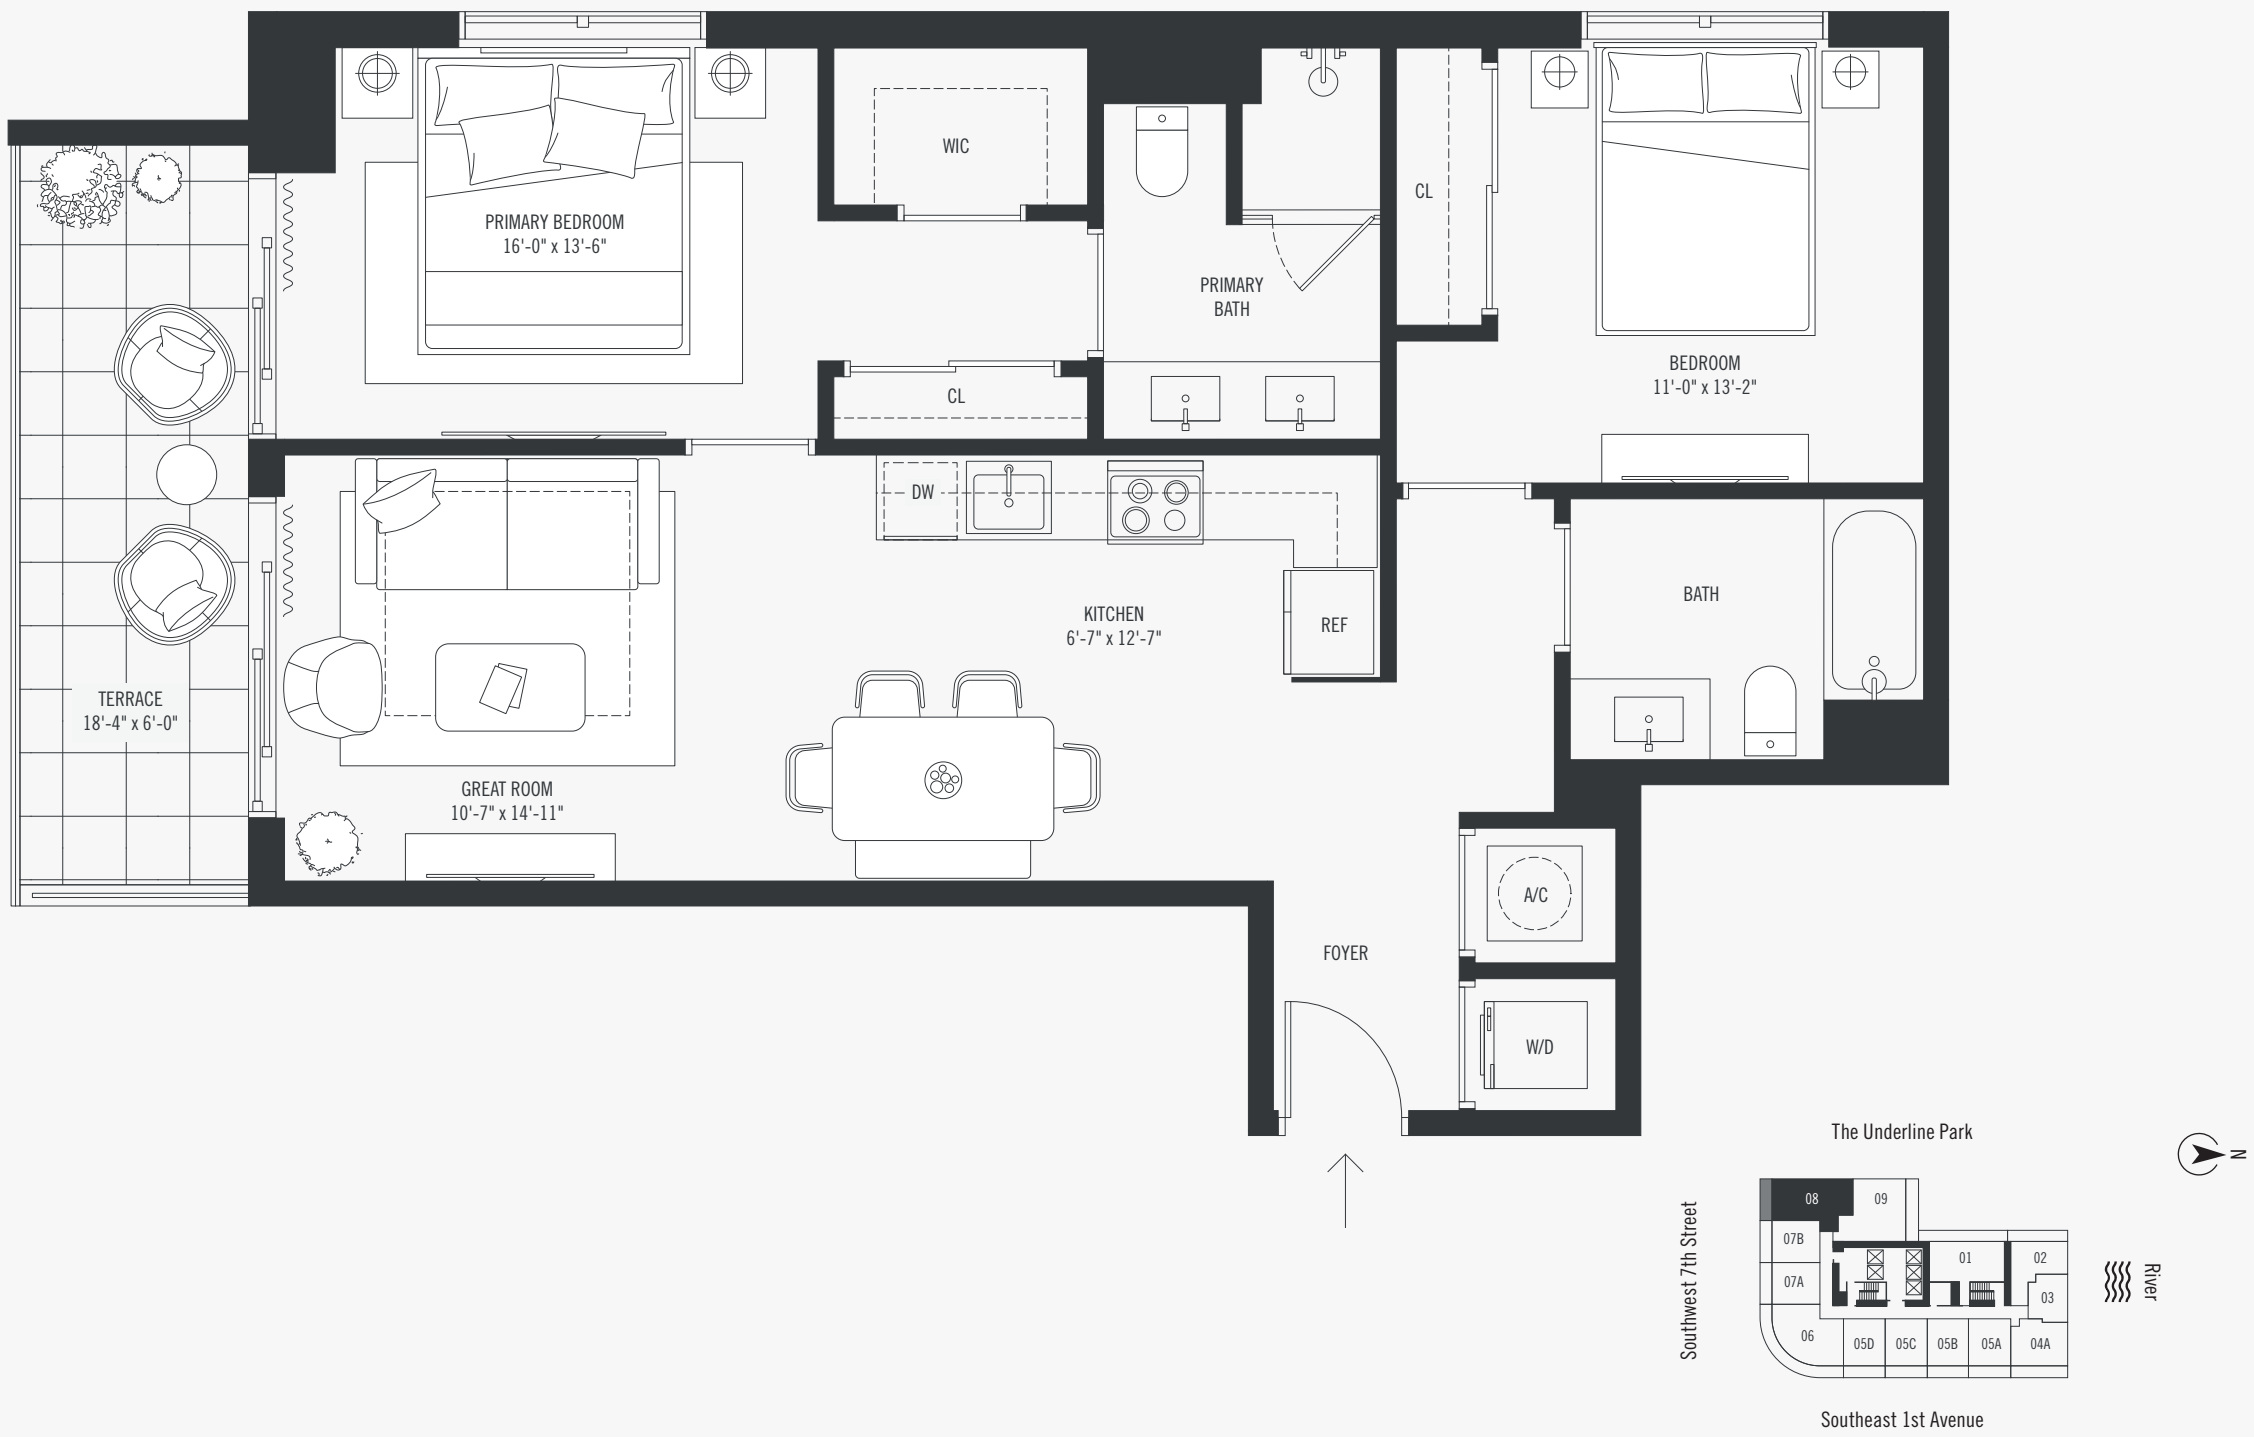 WIC
CL
PRIMARY BEDROOM
16'-0" x 13'-6"
PRIMARY
BATH
CL
BEDROOM
11'-0" x 13'-2"
DW
KITCHEN
6'-7" x 12'-7"
REF
BATH
TERRACE
18'-4" x 6'-0"
GREAT ROOM
10'-7" x 14'-11"
A/C
FOYER
W/D
The Underline Park
N
Southwest 7th Street
08
09
07B
01
02
07A
03
06
05D
05C
05B
05A
04A
River
Southeast 1st Avenue